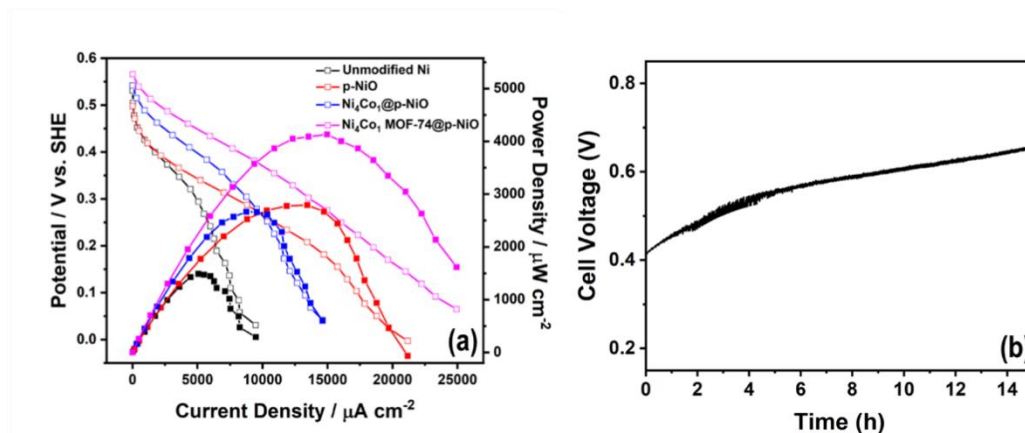 0.6
0.5
0.4
0.3
0.2
0.1
0.0
Potential / V vs. SHE
Unmodified Ni
p-NiO
Ni₄Co₁@p-NiO
Ni₄Co₁ MOF-74@p-NiO
5000
4000
3000
2000
1000
0
Power Density / μW cm⁻²
(a)
0 5000 10000 15000 20000 25000
Current Density / μA cm⁻²
0.8
0.6
0.4
0.2
Cell Voltage (V)
(b)
0 2 4 6 8 10 12 14
Time (h)